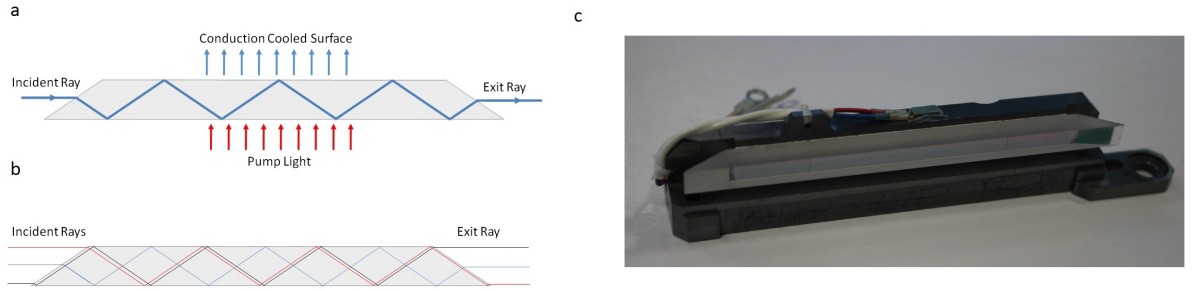 a
Conduction Cooled Surface
Incident Ray
Exit Ray
Pump Light
b
Incident Rays
Exit Ray
c